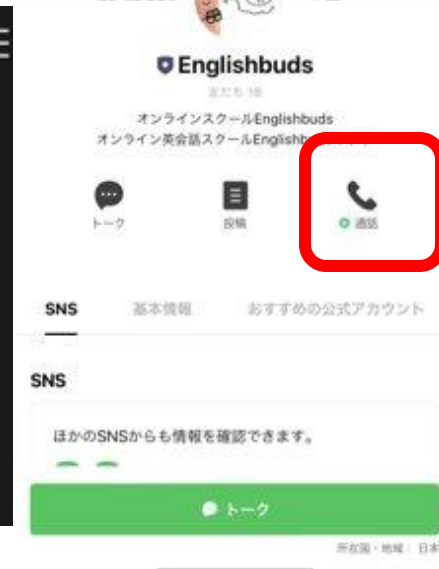 Englishbuds
友だち 18
オンラインスクールEnglishbuds
オンライン英会話スクールEnglishb
トーク
投稿
通話
SNS
基本情報
おすすめの公式アカウント
SNS
ほかのSNSからも情報を確認できます。
トーク
所在国・地域： 日本